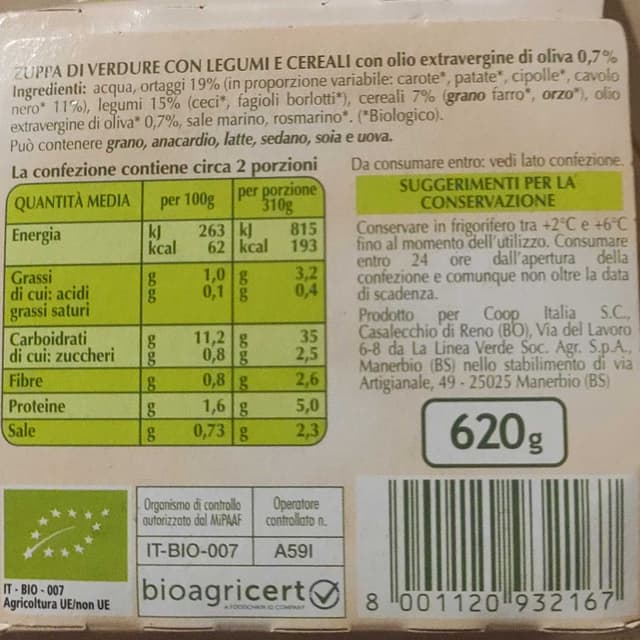 ZUPPA DI VERDURE CON LEGUMI E CEREALI con olio extravergine di oliva 0,7%
Ingredienti: acqua, ortaggi 19% (in proporzione variabile: carote*, patate*, cipolle*, cavolo
nero* 11%), legumi 15% (ceci*, fagioli borlotti*), cereali 7% (grano farro*, orzo*), olio
extravergine di oliva* 0,7%, sale marino, rosmarino*. (*Biologico).
Può contenere grano, anacardio, latte, sedano, soia e uova.
La confezione contiene circa 2 porzioni
QUANTITÀ MEDIA per 100g per porzione
310g
Energia kJ 263 kJ 815
kcal 62 kcal 193
Grassi g 1,0 g 3,2
di cui: acidi g 0,1 g 0,4
grassi saturi
Carboidrati g 11,2 g 35
di cui: zuccheri g 0,8 g 2,5
Fibre g 0,8 g 2,6
Proteine g 1,6 g 5,0
Sale g 0,73 g 2,3
Da consumare entro: vedi lato confezione.
SUGGERIMENTI PER LA
CONSERVAZIONE
Conservare in frigorifero tra +2°C e +6°C
fino al momento dell'utilizzo. Consumare
entro 24 ore dall'apertura della
confezione e comunque non oltre la data
di scadenza.
Prodotto per Coop Italia S.C.,
Casalecchio di Reno (BO), Via del Lavoro
6-8 da La Linea Verde Soc. Agr. S.p.A.,
Manerbio (BS) nello stabilimento di via
Artigianale, 49 - 25025 Manerbio (BS)
620g
IT - BIO - 007
Agricoltura UE/non UE
Organismo di controllo
autorizzato dal MiPAAF
Operatore
controllato n.
IT-BIO-007 A59I
bioagricert
A FOODCHAIN ID COMPANY
8 001120 932167